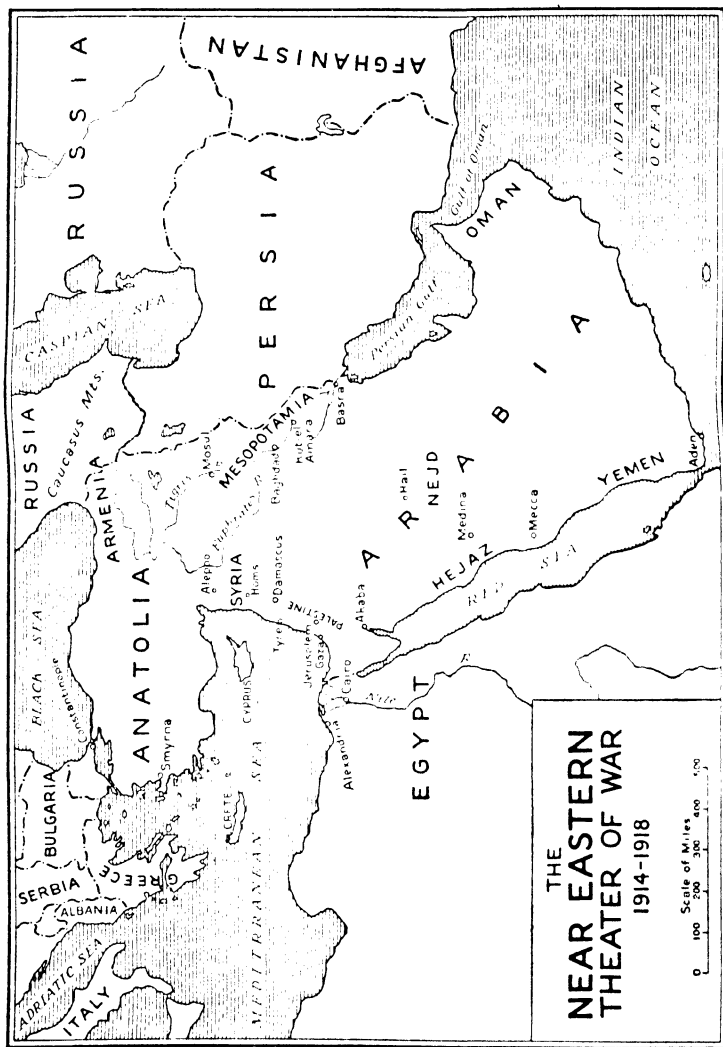 RUSSIA
AFGHANISTAN
CASPIAN SEA
PERSIA
RUSSIA
Caucasus Mts.
ARMENIA
BLACK SEA
Constantinople
ANATOLIA
Smyrna
BULGARIA
SERBIA
ALBANIA
GREECE
ADRIATIC SEA
ITALY
CRETE
CYPRUS
MEDITERRANEAN SEA
Mosul
Tigris
MESOPOTAMIA
Baghdad
Kut el
Amara
Basra
Euphrates R.
Aleppo
SYRIA
Homs
Damascus
Tyre
PALESTINE
Jerusalem
Gaza
Akaba
Cairo
Alexandria
Nile R
EGYPT
Persian Gulf
Gulf of Oman
OMAN
INDIAN
OCEAN
ARABIA
Hail
NEJD
Medina
HEJAZ
Mecca
RED SEA
YEMEN
Aden
THE
NEAR EASTERN
THEATER OF WAR
1914-1918
Scale of Miles
0 100 200 300 400 500